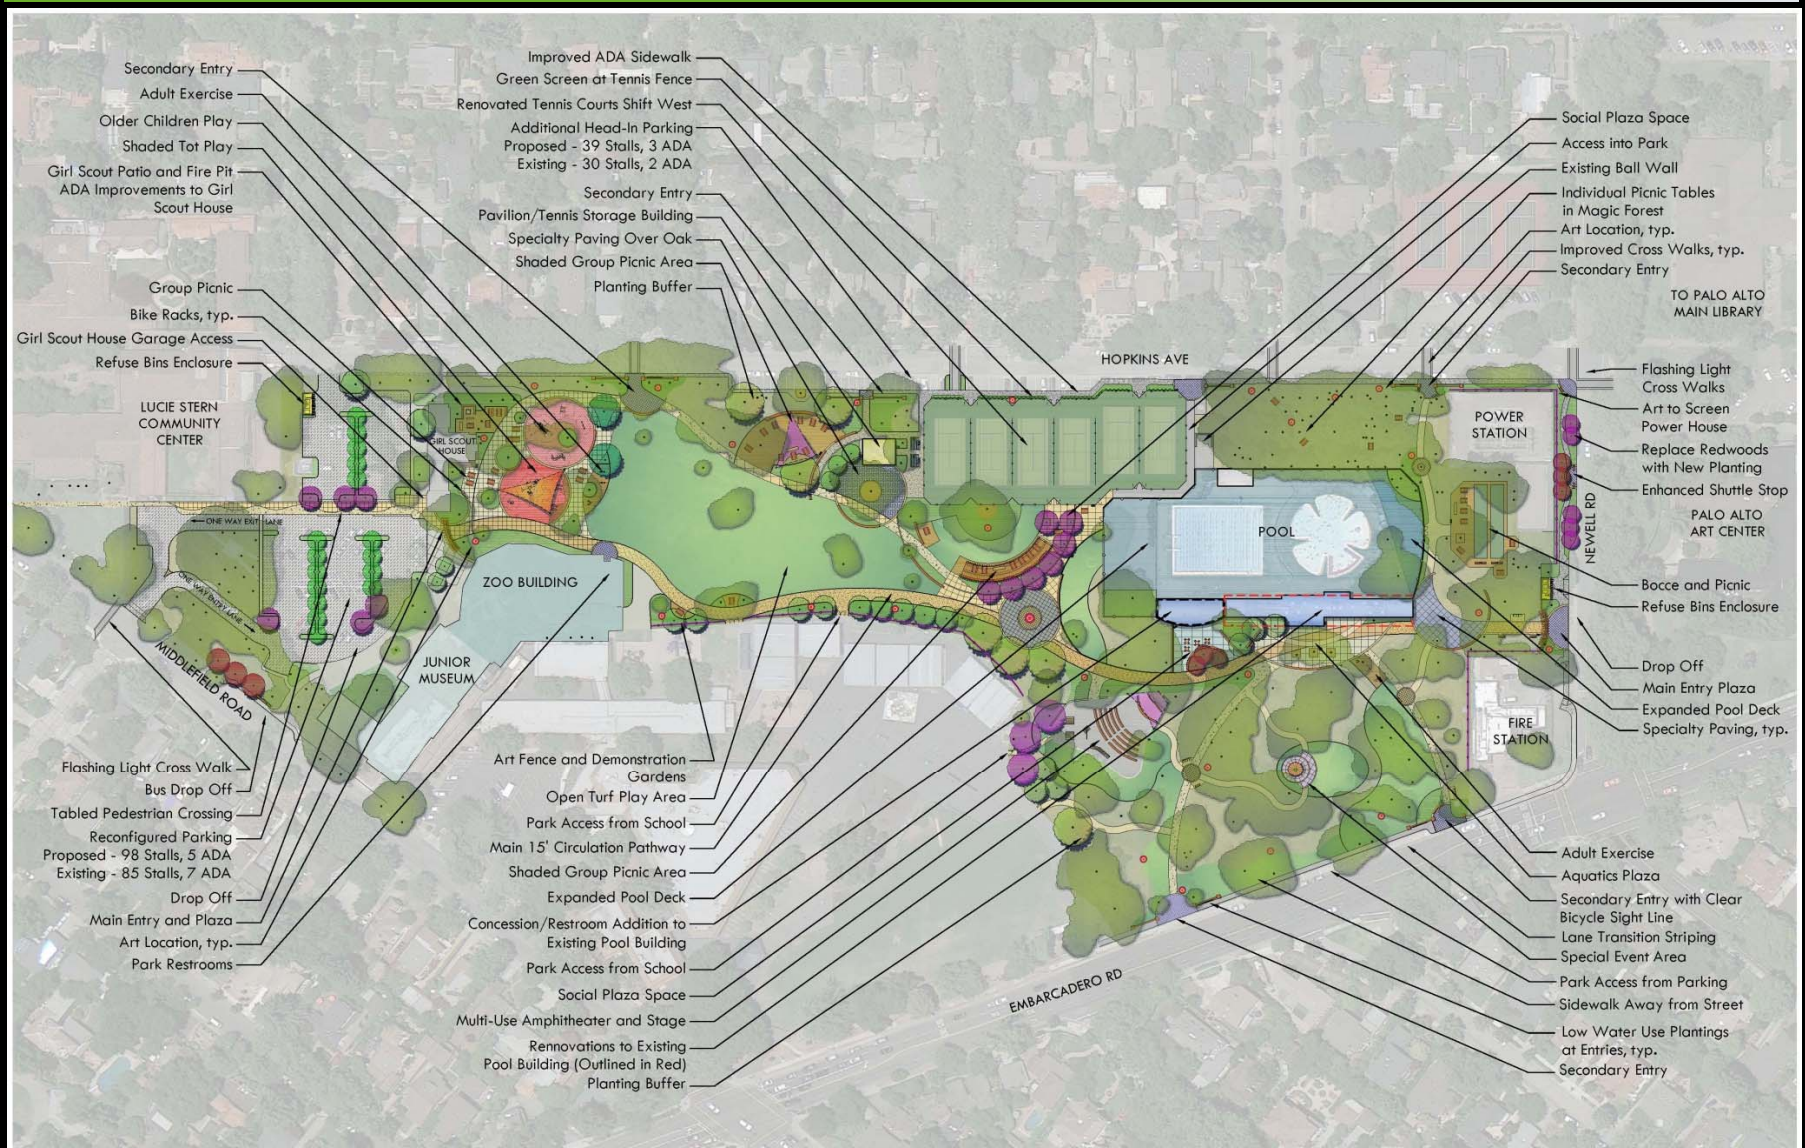 Secondary Entry
Adult Exercise
Older Children Play
Shaded Tot Play
Girl Scout Patio and Fire Pit
ADA Improvements to Girl
Scout House
Group Picnic
Bike Racks, typ.
Girl Scout House Garage Access
Refuse Bins Enclosure
Improved ADA Sidewalk
Green Screen at Tennis Fence
Renovated Tennis Courts Shift West
Additional Head-In Parking
Proposed - 39 Stalls, 3 ADA
Existing - 30 Stalls, 2 ADA
Secondary Entry
Pavilion/Tennis Storage Building
Specialty Paving Over Oak
Shaded Group Picnic Area
Planting Buffer
Social Plaza Space
Access into Park
Existing Ball Wall
Individual Picnic Tables
in Magic Forest
Art Location, typ.
Improved Cross Walks, typ.
Secondary Entry
TO PALO ALTO
MAIN LIBRARY
HOPKINS AVE
LUCIE STERN
COMMUNITY
CENTER
GIRL SCOUT
HOUSE
POWER
STATION
Flashing Light
Cross Walks
Art to Screen
Power House
Replace Redwoods
with New Planting
Enhanced Shuttle Stop
PALO ALTO
ART CENTER
NEWELL RD
Bocce and Picnic
Refuse Bins Enclosure
Drop Off
Main Entry Plaza
Expanded Pool Deck
Specialty Paving, typ.
ONE WAY EXIT LANE
ONE WAY ENTRY LANE
ZOO BUILDING
POOL
JUNIOR
MUSEUM
MIDDLEFIELD ROAD
FIRE
STATION
EMBARCADERO RD
Flashing Light Cross Walk
Bus Drop Off
Tabled Pedestrian Crossing
Reconfigured Parking
Proposed - 98 Stalls, 5 ADA
Existing - 85 Stalls, 7 ADA
Drop Off
Main Entry and Plaza
Art Location, typ.
Park Restrooms
Art Fence and Demonstration
Gardens
Open Turf Play Area
Park Access from School
Main 15' Circulation Pathway
Shaded Group Picnic Area
Expanded Pool Deck
Concession/Restroom Addition to
Existing Pool Building
Park Access from School
Social Plaza Space
Multi-Use Amphitheater and Stage
Rennovations to Existing
Pool Building (Outlined in Red)
Planting Buffer
Adult Exercise
Aquatics Plaza
Secondary Entry with Clear
Bicycle Sight Line
Lane Transition Striping
Special Event Area
Park Access from Parking
Sidewalk Away from Street
Low Water Use Plantings
at Entries, typ.
Secondary Entry